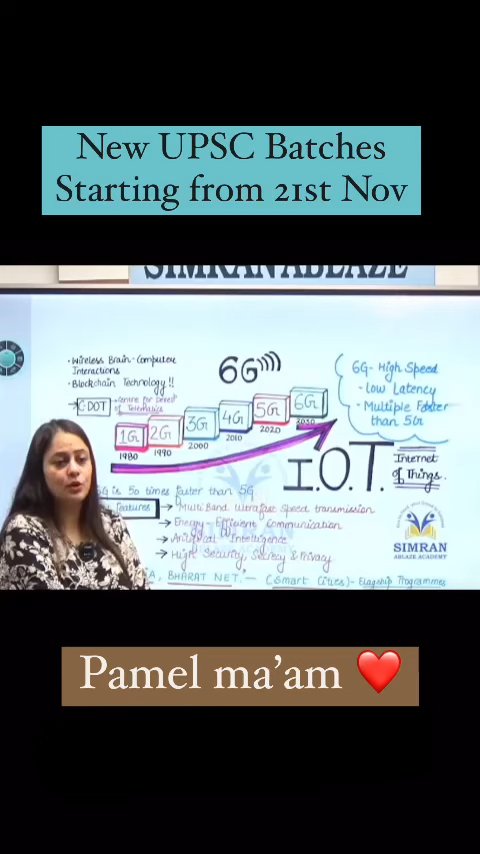 New UPSC Batches
Starting from 21st Nov
SIMRAN ABLAZE
• Wireless Brain-Computer
Interactions
• Blockchain Technology!!
→ C-DOT → Centre for Devpt
of Telematics
6G
1G
2G
3G
4G
5G
6G
1980
1990
2000
2010
2020
2030
6G - High Speed
- Low Latency
- Multiple Faster
than 5G
I.O.T.
Internet
of Things.
6G is 50 times faster than 5G
Features
→ Multi Band Ultrafast Speed transmission
→ Energy-Efficient Communication
→ Artificial Intelligence
→ High Security, Secrecy & Privacy
SIMRAN
ABLAZE ACADEMY
BHARAT NET, - (Smart Cities) - Flagship Programmes
Pamel ma'am ❤️